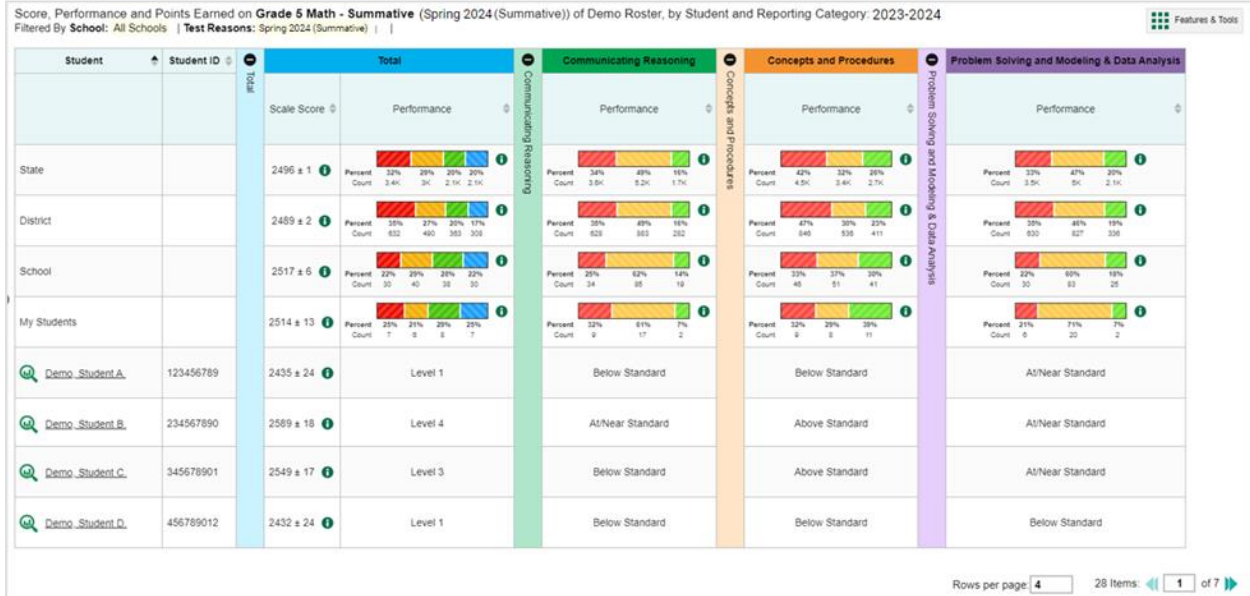 Score, Performance and Points Earned on Grade 5 Math - Summative (Spring 2024 (Summative)) of Demo Roster, by Student and Reporting Category: 2023-2024
Filtered By School: All Schools | Test Reasons: Spring 2024 (Summative) | |
Features & Tools
Student Student ID Total Communicating Reasoning Concepts and Procedures Problem Solving and Modeling & Data Analysis
Total
Communicating Reasoning
Concepts and Procedures
Problem Solving and Modeling & Data Analysis
Scale Score Performance Performance Performance Performance
State 2496 ± 1
Percent 32% 29% 20% 20% Percent 34% 49% 16% Percent 42% 32% 26% Percent 33% 47% 20%
Count 3.4K 3K 2.1K 2.1K Count 3.6K 5.2K 1.7K Count 4.5K 3.4K 2.7K Count 3.5K 5K 2.1K
District 2489 ± 2
Percent 35% 27% 20% 17% Percent 35% 49% 16% Percent 47% 30% 23% Percent 35% 46% 19%
Count 632 490 363 308 Count 628 883 282 Count 846 536 411 Count 630 827 336
School 2517 ± 6
Percent 22% 29% 28% 22% Percent 25% 62% 14% Percent 33% 37% 30% Percent 22% 60% 18%
Count 30 40 38 30 Count 34 85 19 Count 46 51 41 Count 30 83 25
My Students 2514 ± 13
Percent 25% 21% 29% 25% Percent 32% 61% 7% Percent 32% 29% 39% Percent 21% 71% 7%
Count 7 6 8 7 Count 9 17 2 Count 9 8 11 Count 6 20 2
Demo, Student A. 123456789 2435 ± 24 Level 1 Below Standard Below Standard At/Near Standard
Demo, Student B. 234567890 2589 ± 18 Level 4 At/Near Standard Above Standard At/Near Standard
Demo, Student C. 345678901 2549 ± 17 Level 3 Below Standard Above Standard At/Near Standard
Demo, Student D. 456789012 2432 ± 24 Level 1 Below Standard Below Standard Below Standard
Rows per page: 4 28 Items: 1 of 7